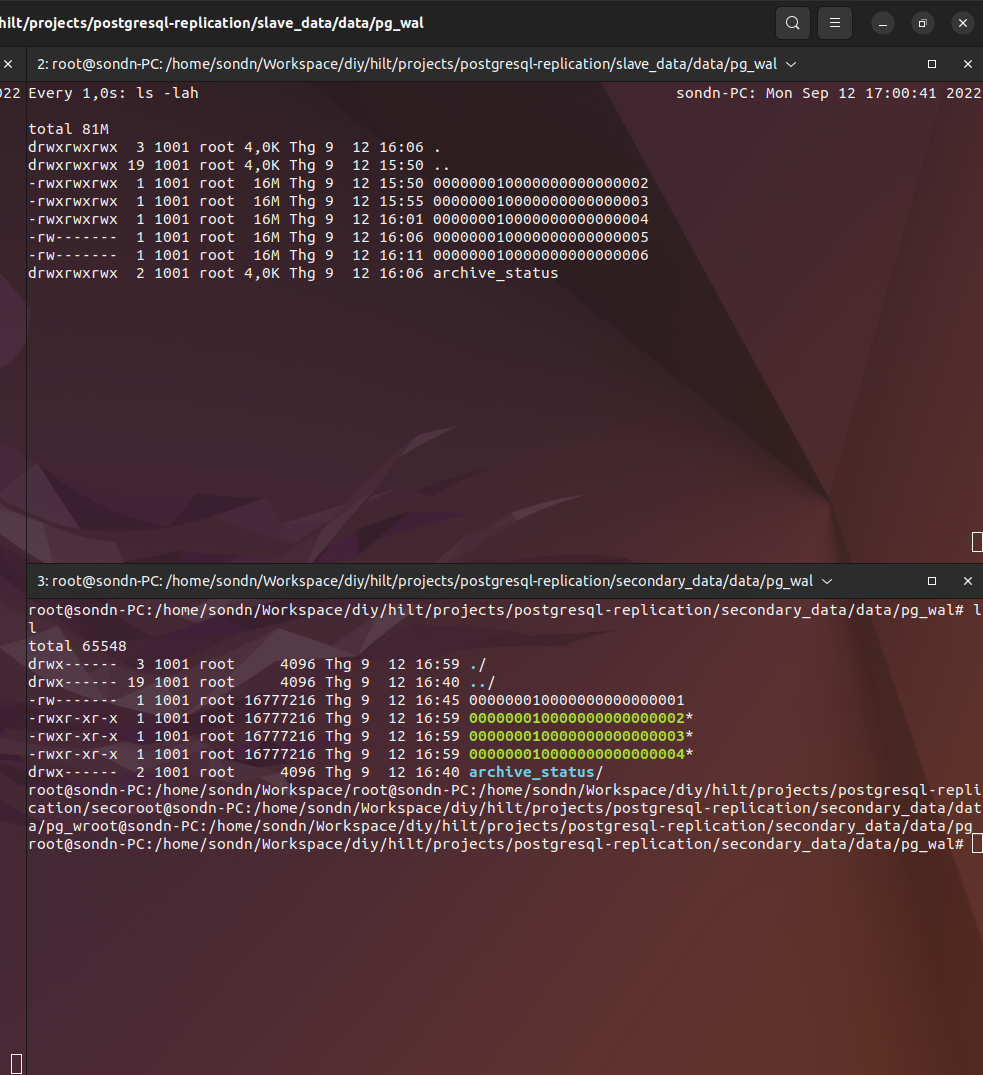 hilt/projects/postgresql-replication/slave_data/data/pg_wal
2: root@sondn-PC: /home/sondn/Workspace/diy/hilt/projects/postgresql-replication/slave_data/data/pg_wal
022 Every 1,0s: ls -lah sondn-PC: Mon Sep 12 17:00:41 2022
total 81M
drwxrwxrwx 3 1001 root 4,0K Thg 9 12 16:06 .
drwxrwxrwx 19 1001 root 4,0K Thg 9 12 15:50 ..
-rwxrwxrwx 1 1001 root 16M Thg 9 12 15:50 000000010000000000000002
-rwxrwxrwx 1 1001 root 16M Thg 9 12 15:55 000000010000000000000003
-rwxrwxrwx 1 1001 root 16M Thg 9 12 16:01 000000010000000000000004
-rw------- 1 1001 root 16M Thg 9 12 16:06 000000010000000000000005
-rw------- 1 1001 root 16M Thg 9 12 16:11 000000010000000000000006
drwxrwxrwx 2 1001 root 4,0K Thg 9 12 16:06 archive_status
3: root@sondn-PC: /home/sondn/Workspace/diy/hilt/projects/postgresql-replication/secondary_data/data/pg_wal
root@sondn-PC:/home/sondn/Workspace/diy/hilt/projects/postgresql-replication/secondary_data/data/pg_wal# l
l
total 65548
drwx------ 3 1001 root 4096 Thg 9 12 16:59 ./
drwx------ 19 1001 root 4096 Thg 9 12 16:40 ../
-rw------- 1 1001 root 16777216 Thg 9 12 16:45 000000010000000000000001
-rwxr-xr-x 1 1001 root 16777216 Thg 9 12 16:59 000000010000000000000002*
-rwxr-xr-x 1 1001 root 16777216 Thg 9 12 16:59 000000010000000000000003*
-rwxr-xr-x 1 1001 root 16777216 Thg 9 12 16:59 000000010000000000000004*
drwx------ 2 1001 root 4096 Thg 9 12 16:40 archive_status/
root@sondn-PC:/home/sondn/Workspace/root@sondn-PC:/home/sondn/Workspace/diy/hilt/projects/postgresql-repli
cation/secoroot@sondn-PC:/home/sondn/Workspace/diy/hilt/projects/postgresql-replication/secondary_data/dat
a/pg_wroot@sondn-PC:/home/sondn/Workspace/diy/hilt/projects/postgresql-replication/secondary_data/data/pg_
root@sondn-PC:/home/sondn/Workspace/diy/hilt/projects/postgresql-replication/secondary_data/data/pg_wal#